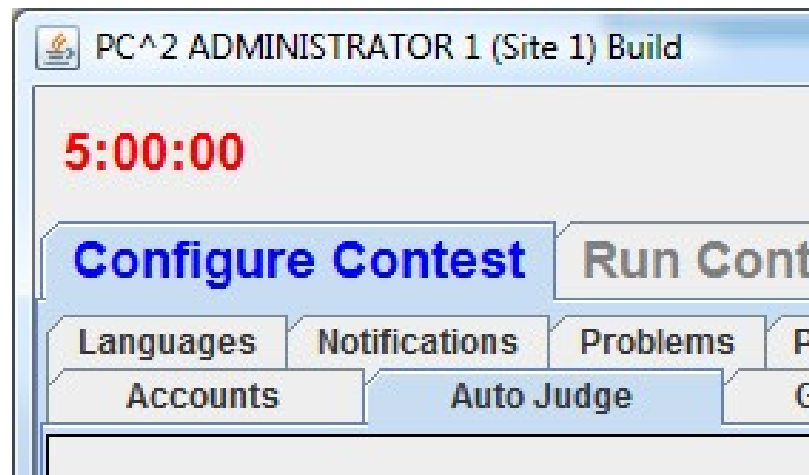 PC^2 ADMINISTRATOR 1 (Site 1) Build
5:00:00
Configure Contest Run Cont
Languages Notifications Problems P
Accounts Auto Judge G